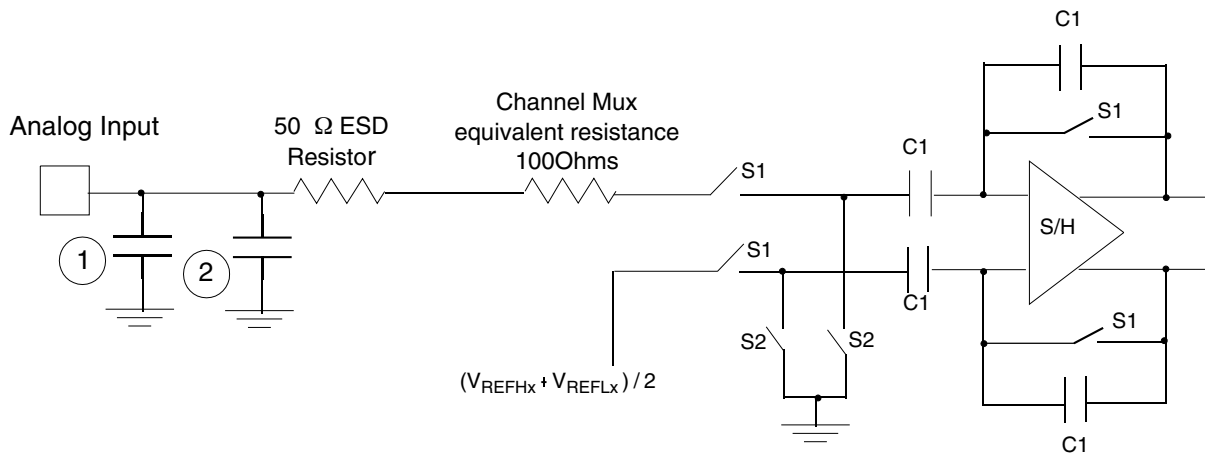 C1
Analog Input
50 Ω ESD
Resistor
Channel Mux
equivalent resistance
100Ohms
S1
C1
S1
S/H
1
2
S1
C1
S1
S2
S2
(VREFHx + VREFLx) / 2
C1